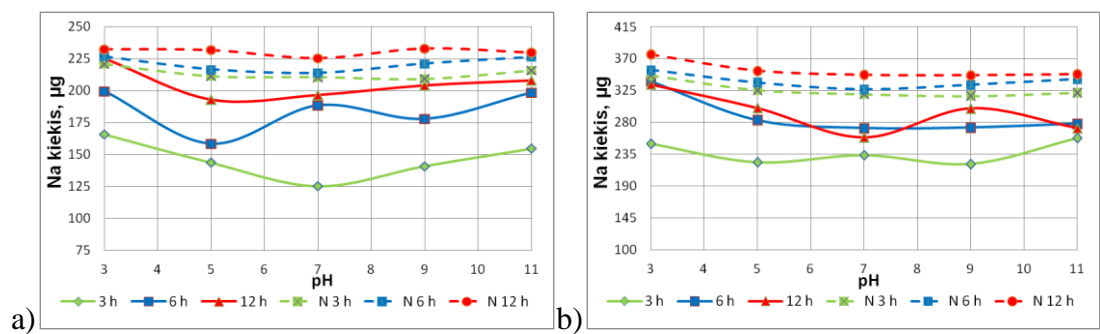 a)
Na kiekis, µg
250
225
200
175
150
125
100
75
3 4 5 6 7 8 9 10 11
pH
3 h 6 h 12 h N 3 h N 6 h N 12 h
b)
Na kiekis, µg
415
370
325
280
235
190
145
100
3 4 5 6 7 8 9 10 11
pH
3 h 6 h 12 h N 3 h N 6 h N 12 h